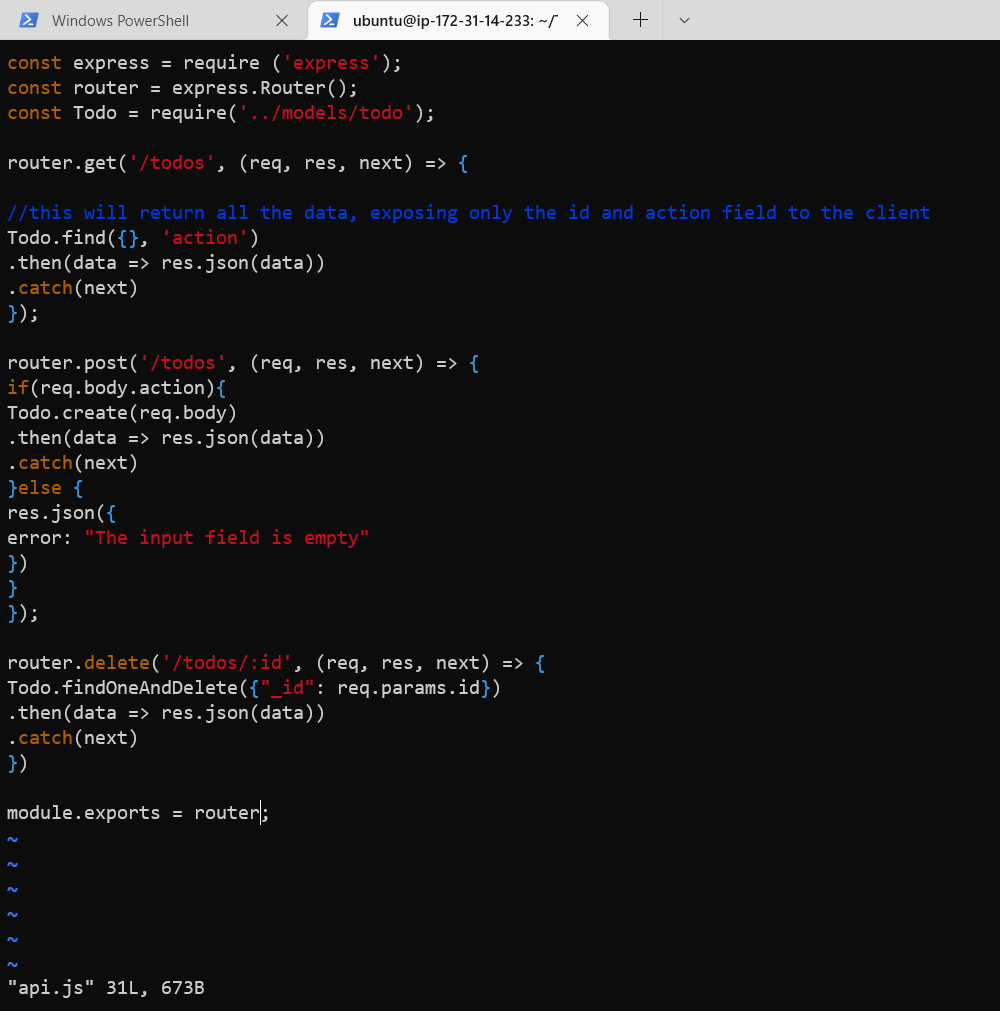 Windows PowerShell
ubuntu@ip-172-31-14-233: ~/T
const express = require ('express');
const router = express.Router();
const Todo = require('../models/todo');

router.get('/todos', (req, res, next) => {

//this will return all the data, exposing only the id and action field to the client
Todo.find({}, 'action')
.then(data => res.json(data))
.catch(next)
});

router.post('/todos', (req, res, next) => {
if(req.body.action){
Todo.create(req.body)
.then(data => res.json(data))
.catch(next)
}else {
res.json({
error: "The input field is empty"
})
}
});

router.delete('/todos/:id', (req, res, next) => {
Todo.findOneAndDelete({"_id": req.params.id})
.then(data => res.json(data))
.catch(next)
})

module.exports = router;
~
~
~
~
~
~
"api.js" 31L, 673B